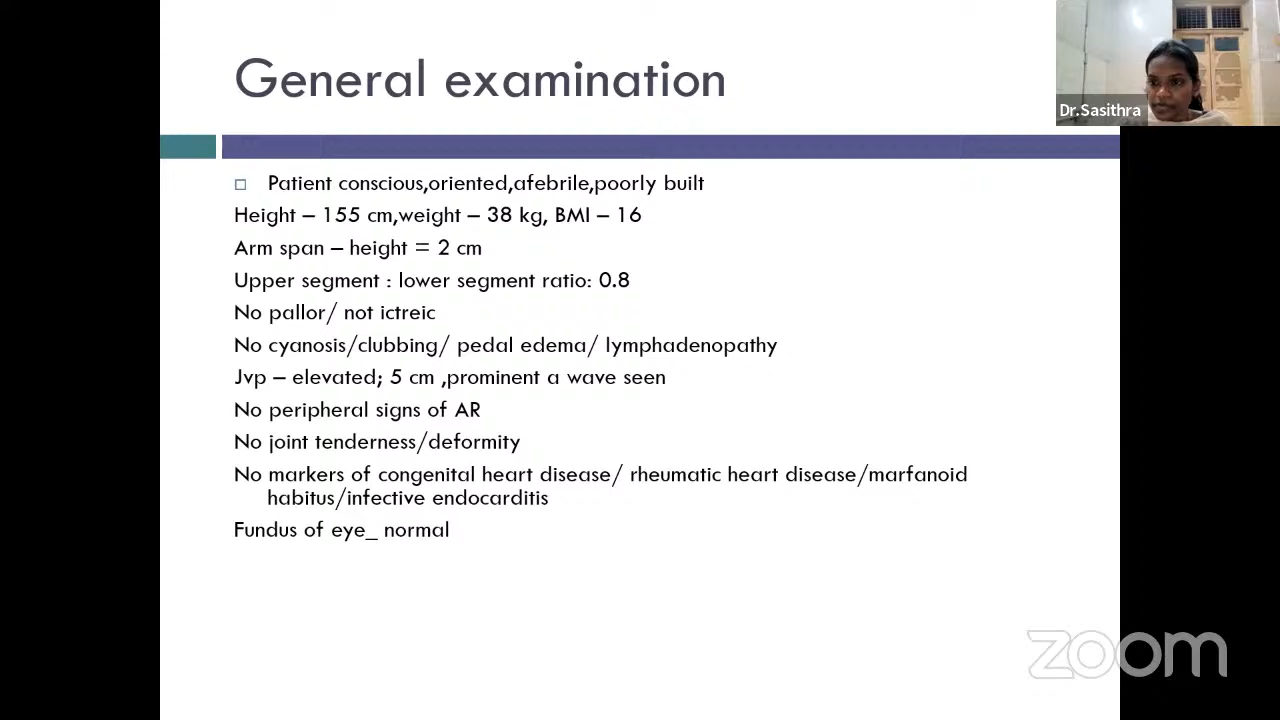 General examination
Dr.Sasithra
Patient conscious,oriented,afebrile,poorly built
Height – 155 cm,weight – 38 kg, BMI – 16
Arm span – height = 2 cm
Upper segment : lower segment ratio: 0.8
No pallor/ not ictreic
No cyanosis/clubbing/ pedal edema/ lymphadenopathy
Jvp – elevated; 5 cm ,prominent a wave seen
No peripheral signs of AR
No joint tenderness/deformity
No markers of congenital heart disease/ rheumatic heart disease/marfanoid
habitus/infective endocarditis
Fundus of eye_ normal
zoom